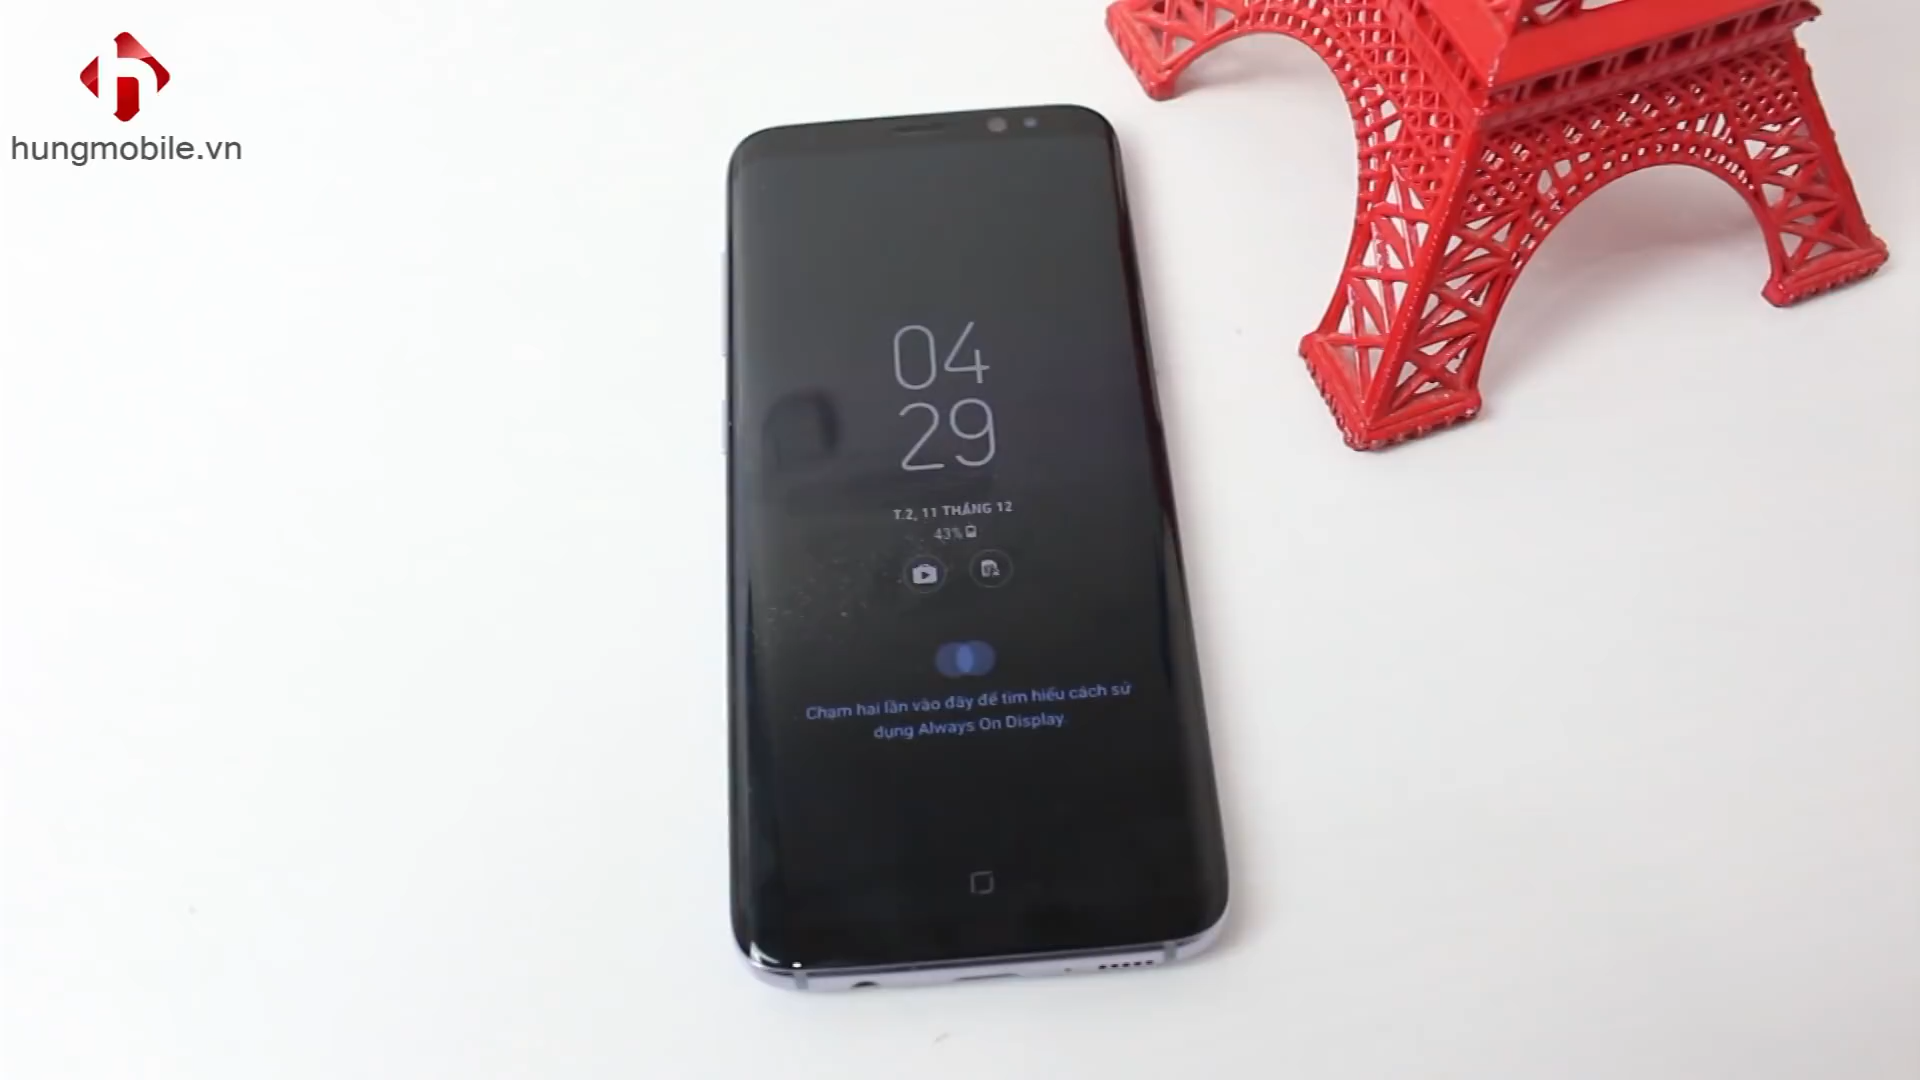 hungmobile.vn
04
29
T.2, 11 THÁNG 12
43%
Chạm hai lần vào đây để tìm hiểu cách sử
dụng Always On Display.